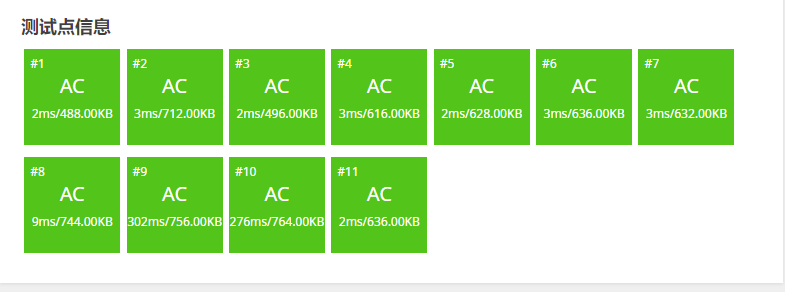 测试点信息
#1
AC
2ms/488.00KB
#2
AC
3ms/712.00KB
#3
AC
2ms/496.00KB
#4
AC
3ms/616.00KB
#5
AC
2ms/628.00KB
#6
AC
3ms/636.00KB
#7
AC
3ms/632.00KB
#8
AC
9ms/744.00KB
#9
AC
302ms/756.00KB
#10
AC
276ms/764.00KB
#11
AC
2ms/636.00KB